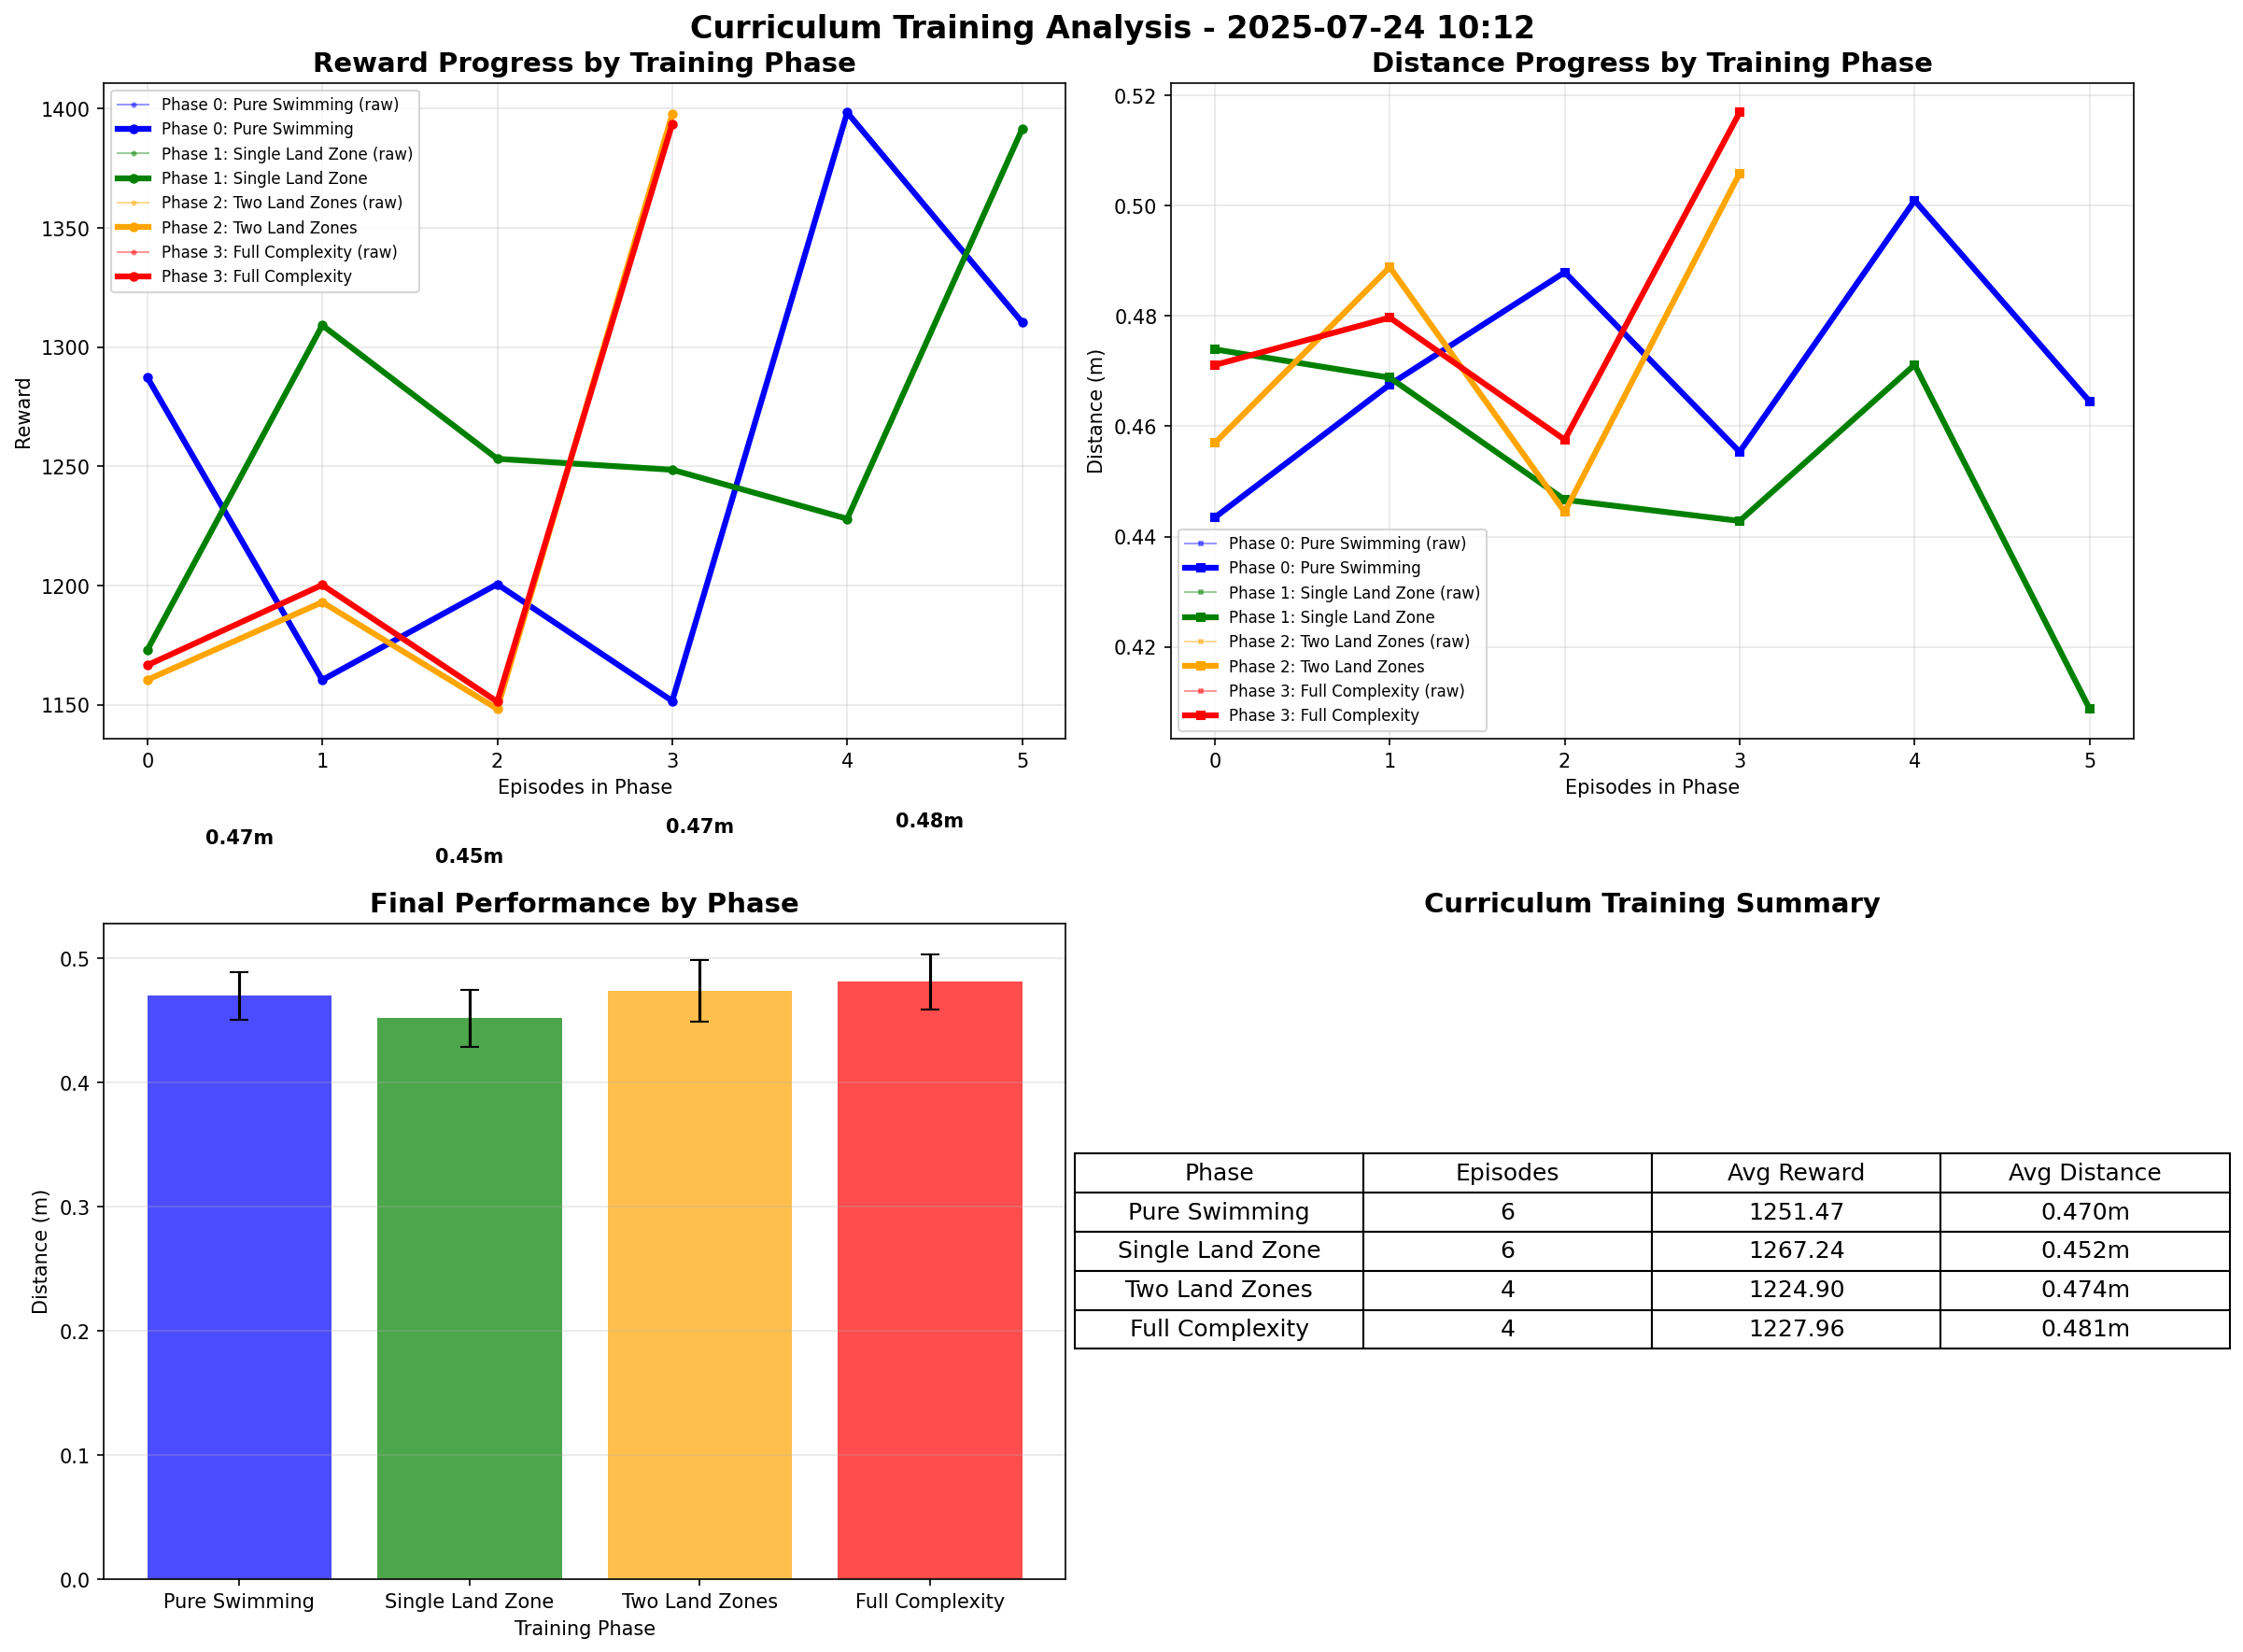 Curriculum Training Analysis - 2025-07-24 10:12
Reward Progress by Training Phase
1400
1350
1300
1250
1200
1150
Reward
Phase 0: Pure Swimming (raw)
Phase 0: Pure Swimming
Phase 1: Single Land Zone (raw)
Phase 1: Single Land Zone
Phase 2: Two Land Zones (raw)
Phase 2: Two Land Zones
Phase 3: Full Complexity (raw)
Phase 3: Full Complexity
0 1 2 3 4 5
Episodes in Phase
Distance Progress by Training Phase
0.52
0.50
0.48
0.46
0.44
0.42
Distance (m)
Phase 0: Pure Swimming (raw)
Phase 0: Pure Swimming
Phase 1: Single Land Zone (raw)
Phase 1: Single Land Zone
Phase 2: Two Land Zones (raw)
Phase 2: Two Land Zones
Phase 3: Full Complexity (raw)
Phase 3: Full Complexity
0 1 2 3 4 5
Episodes in Phase
0.47m 0.45m 0.47m 0.48m
Final Performance by Phase
0.5
0.4
0.3
0.2
0.1
0.0
Distance (m)
Pure Swimming Single Land Zone Two Land Zones Full Complexity
Training Phase
Curriculum Training Summary
Phase Episodes Avg Reward Avg Distance
Pure Swimming 6 1251.47 0.470m
Single Land Zone 6 1267.24 0.452m
Two Land Zones 4 1224.90 0.474m
Full Complexity 4 1227.96 0.481m